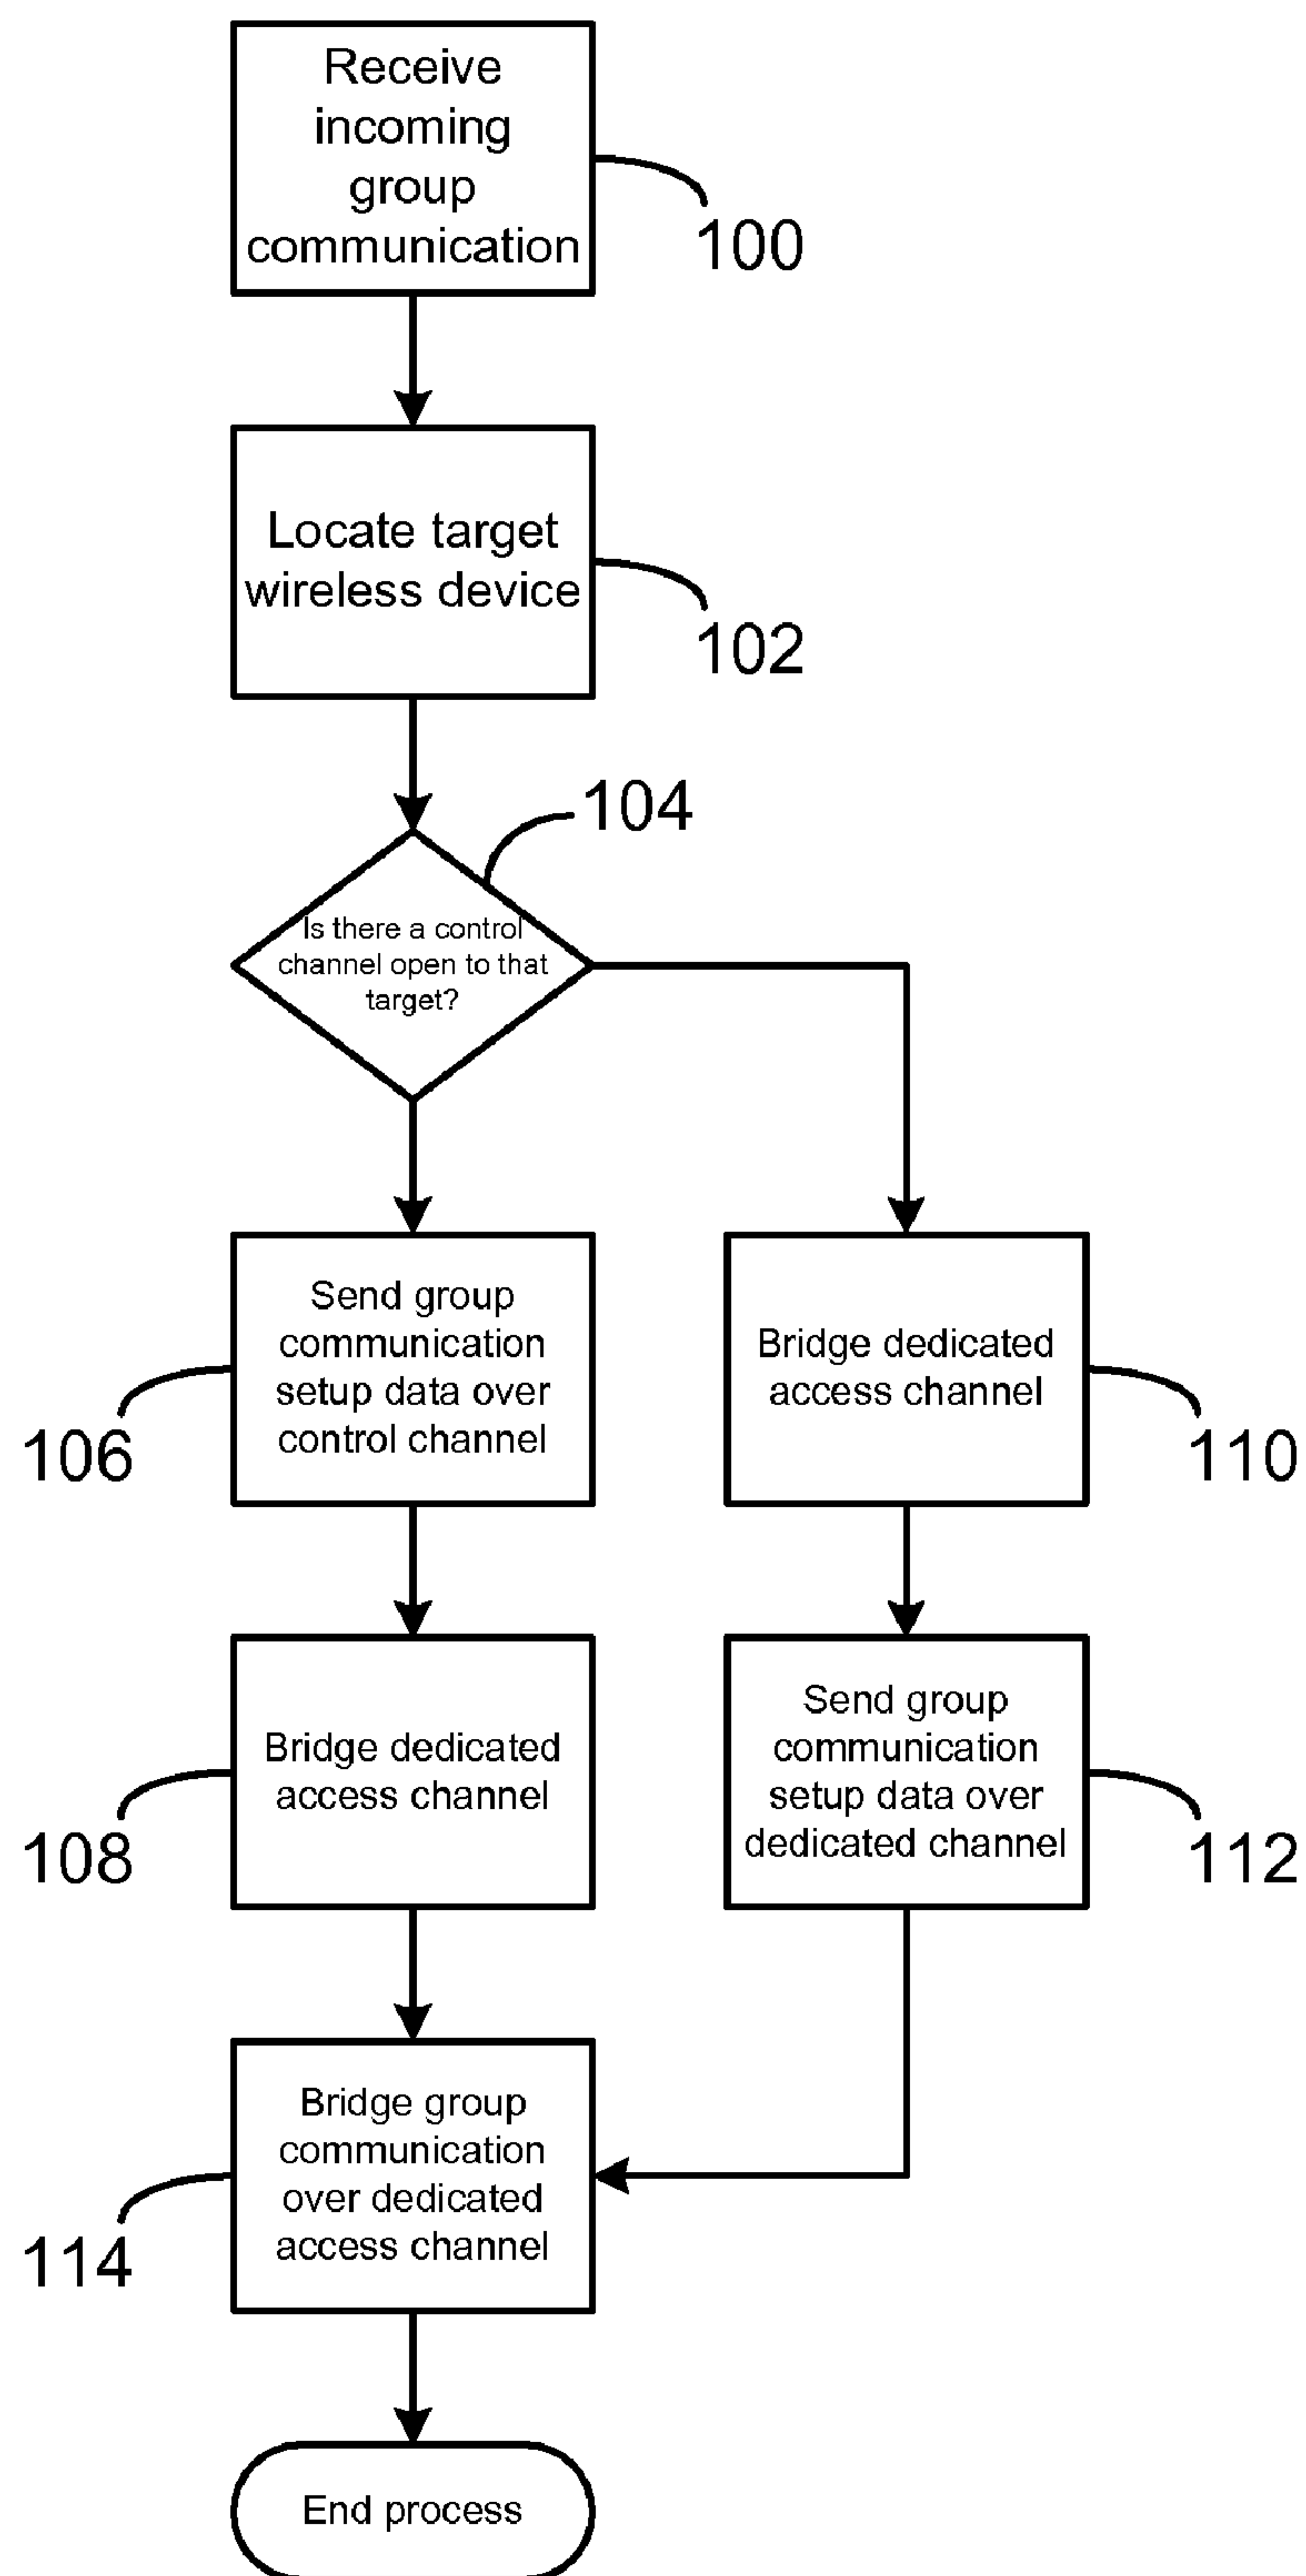 Receive
incoming
group
communication
100
Locate target
wireless device
102
104
Is there a control
channel open to that
target?
Send group
communication
setup data over
control channel
106
Bridge dedicated
access channel
110
Bridge dedicated
access channel
108
Send group
communication
setup data over
dedicated channel
112
Bridge group
communication
over dedicated
access channel
114
End process